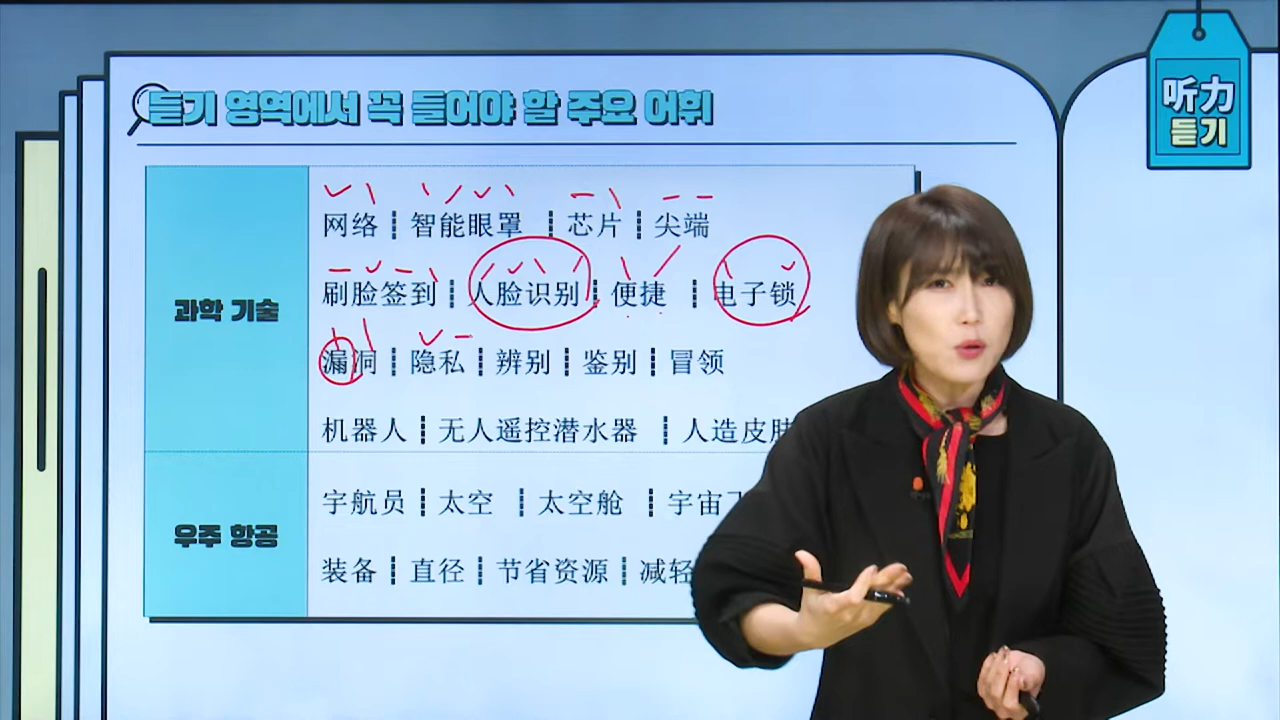 듣기 영역에서 꼭 들어야 할 주요 어휘
听力
듣기
과학 기술
网络 ┇ 智能眼罩 ┇ 芯片 ┇ 尖端
刷脸签到 ┇ 人脸识别 ┇ 便捷 ┇ 电子锁
漏洞 ┇ 隐私 ┇ 辨别 ┇ 鉴别 ┇ 冒领
机器人 ┇ 无人遥控潜水器 ┇ 人造皮肤
우주 항공
宇航员 ┇ 太空 ┇ 太空舱 ┇ 宇宙
装备 ┇ 直径 ┇ 节省资源 ┇ 减轻